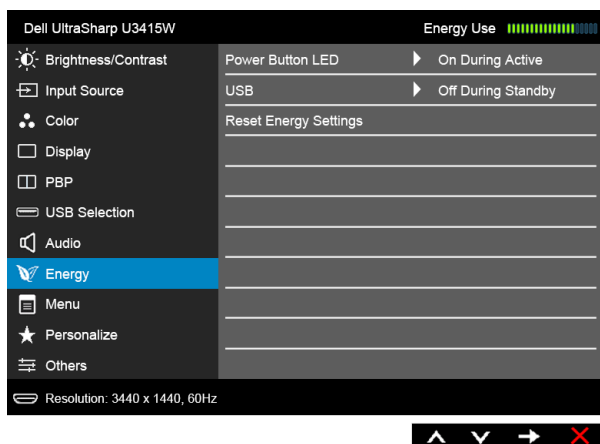 Dell UltraSharp U3415W Energy Use
Brightness/Contrast Power Button LED On During Active
Input Source USB Off During Standby
Color Reset Energy Settings
Display
PBP
USB Selection
Audio
Energy
Menu
Personalize
Others
Resolution: 3440 x 1440, 60Hz